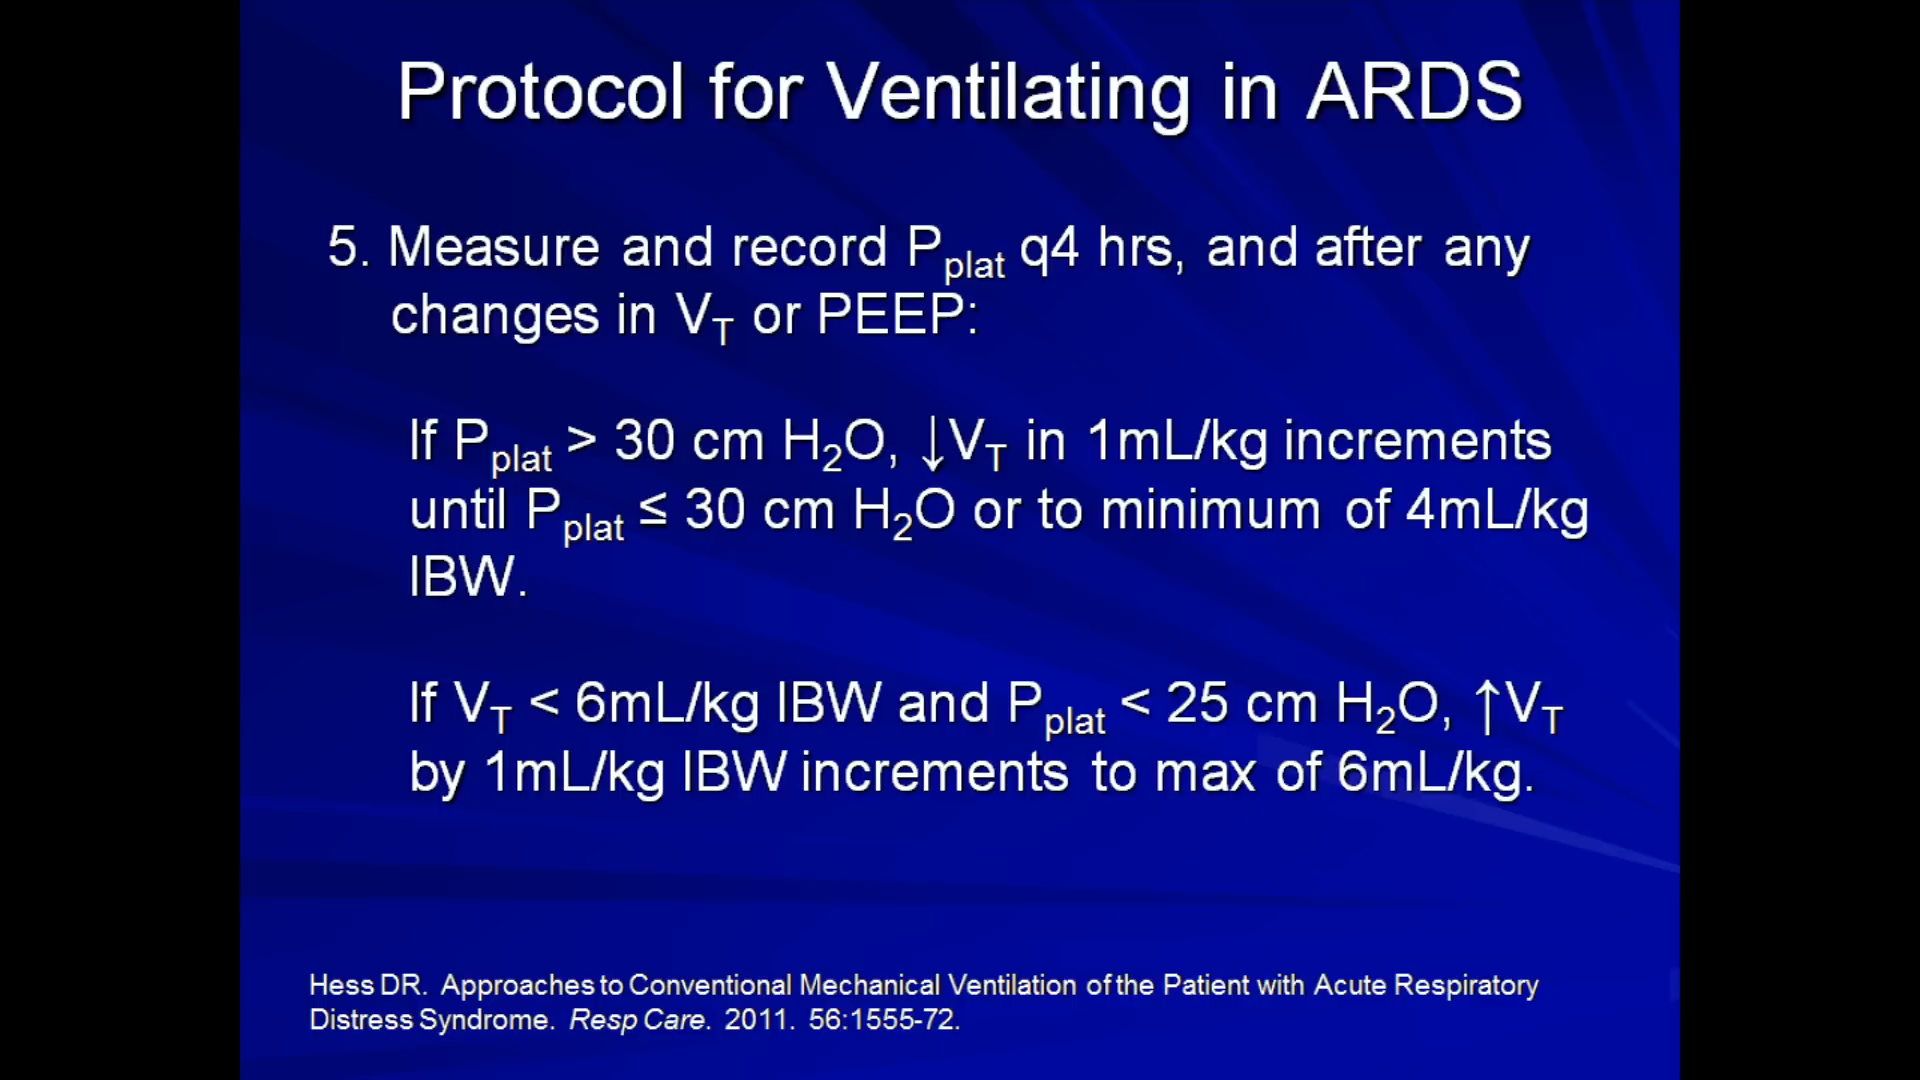 Protocol for Ventilating in ARDS
5. Measure and record Pplat q4 hrs, and after any
changes in VT or PEEP:
If Pplat > 30 cm H2O, ↓VT in 1mL/kg increments
until Pplat ≤ 30 cm H2O or to minimum of 4mL/kg
IBW.
If VT < 6mL/kg IBW and Pplat < 25 cm H2O, ↑VT
by 1mL/kg IBW increments to max of 6mL/kg.
Hess DR. Approaches to Conventional Mechanical Ventilation of the Patient with Acute Respiratory
Distress Syndrome. Resp Care. 2011. 56:1555-72.